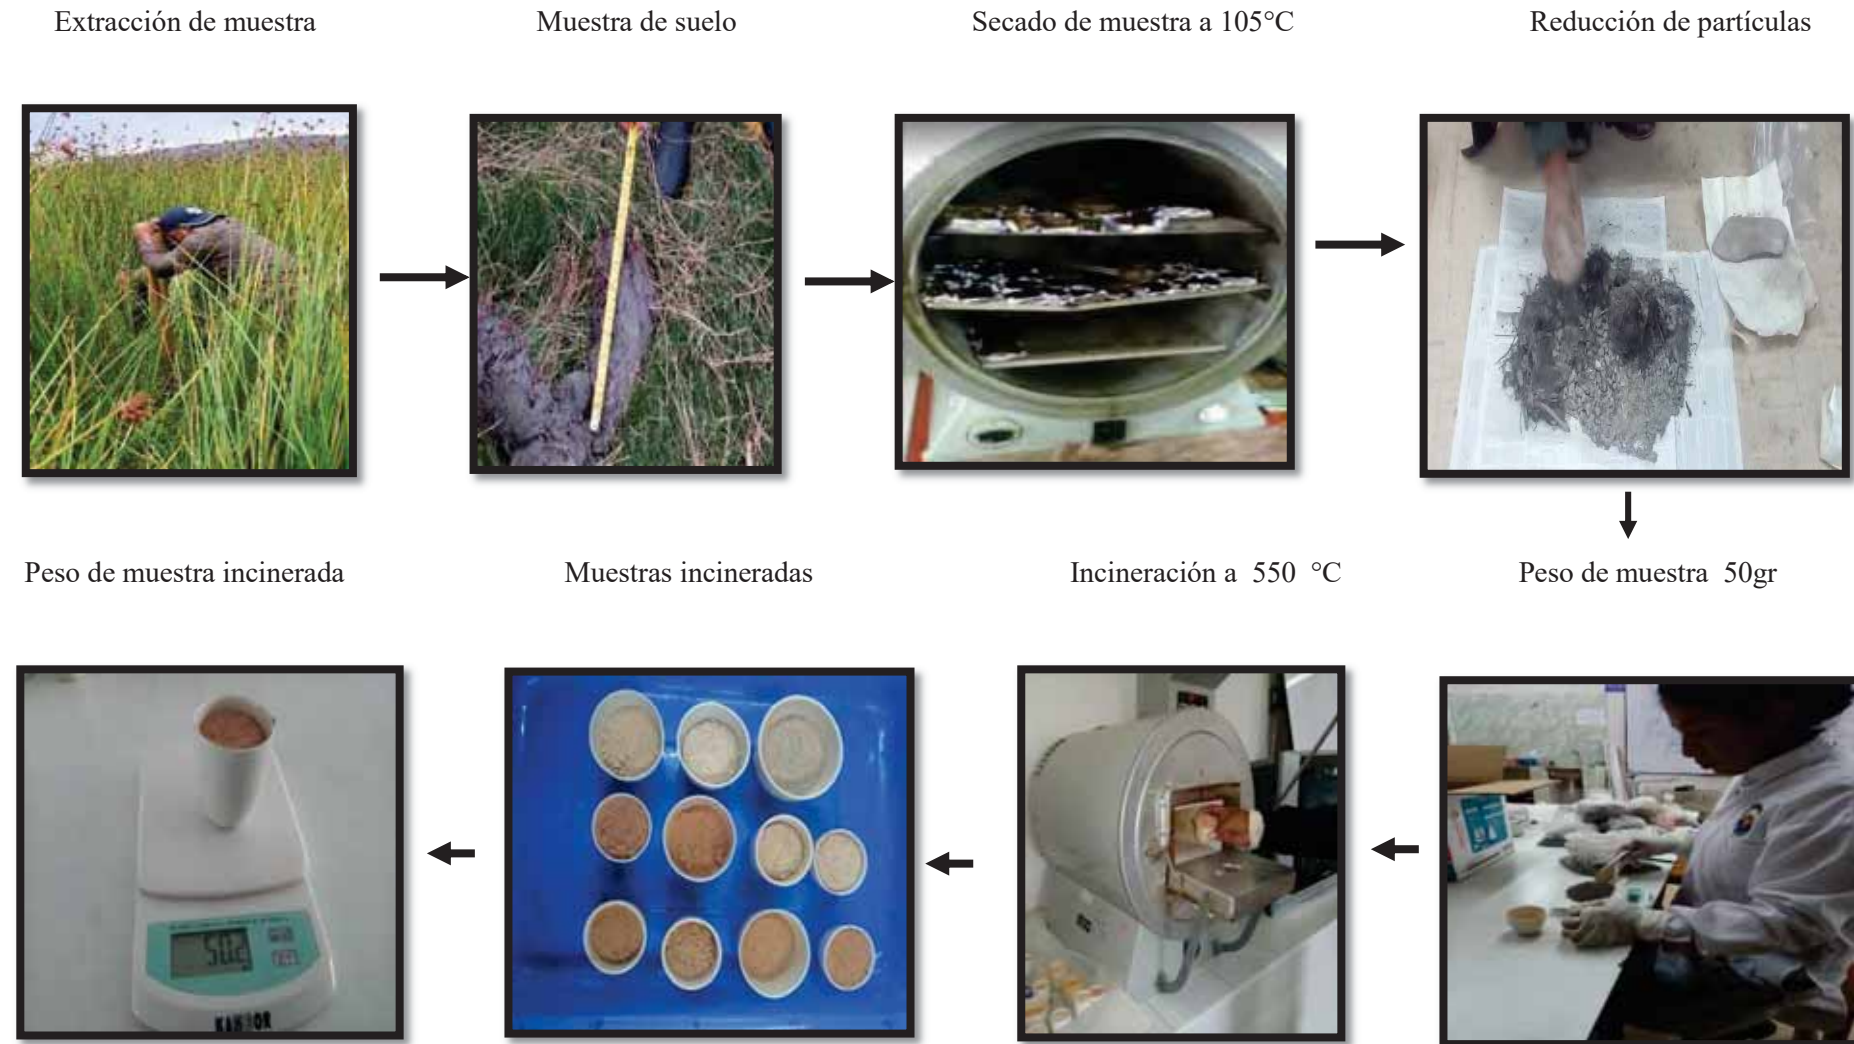 Extracción de muestra
Muestra de suelo
Secado de muestra a 105°C
Reducción de partículas
Peso de muestra incinerada
Muestras incineradas
Incineración a 550 °C
Peso de muestra 50gr
502